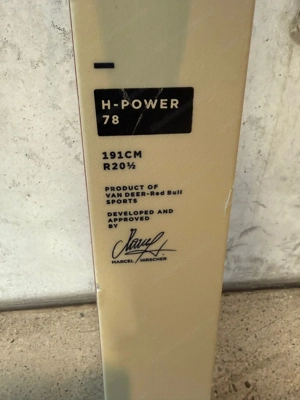 H-POWER
78
191CM
R20½
PRODUCT OF
VAN DEER-Red Bull
SPORTS
DEVELOPED AND
APPROVED
BY
MARCEL HIRSCHER